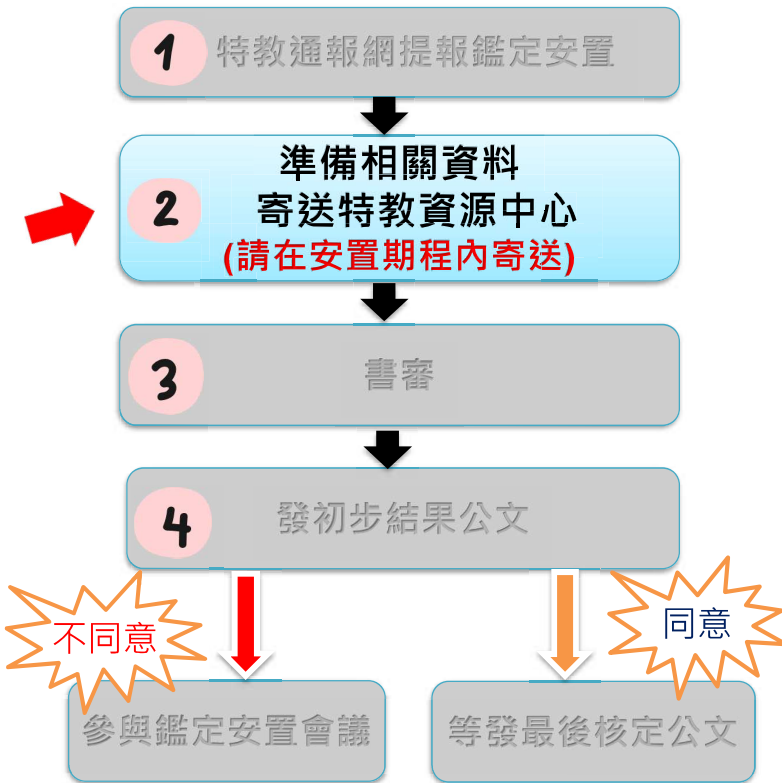 1 特教通報網提報鑑定安置
準備相關資料
2 寄送特教資源中心
(請在安置期程內寄送)
3 書審
4 發初步結果公文
不同意
同意
參與鑑定安置會議
等發最後核定公文